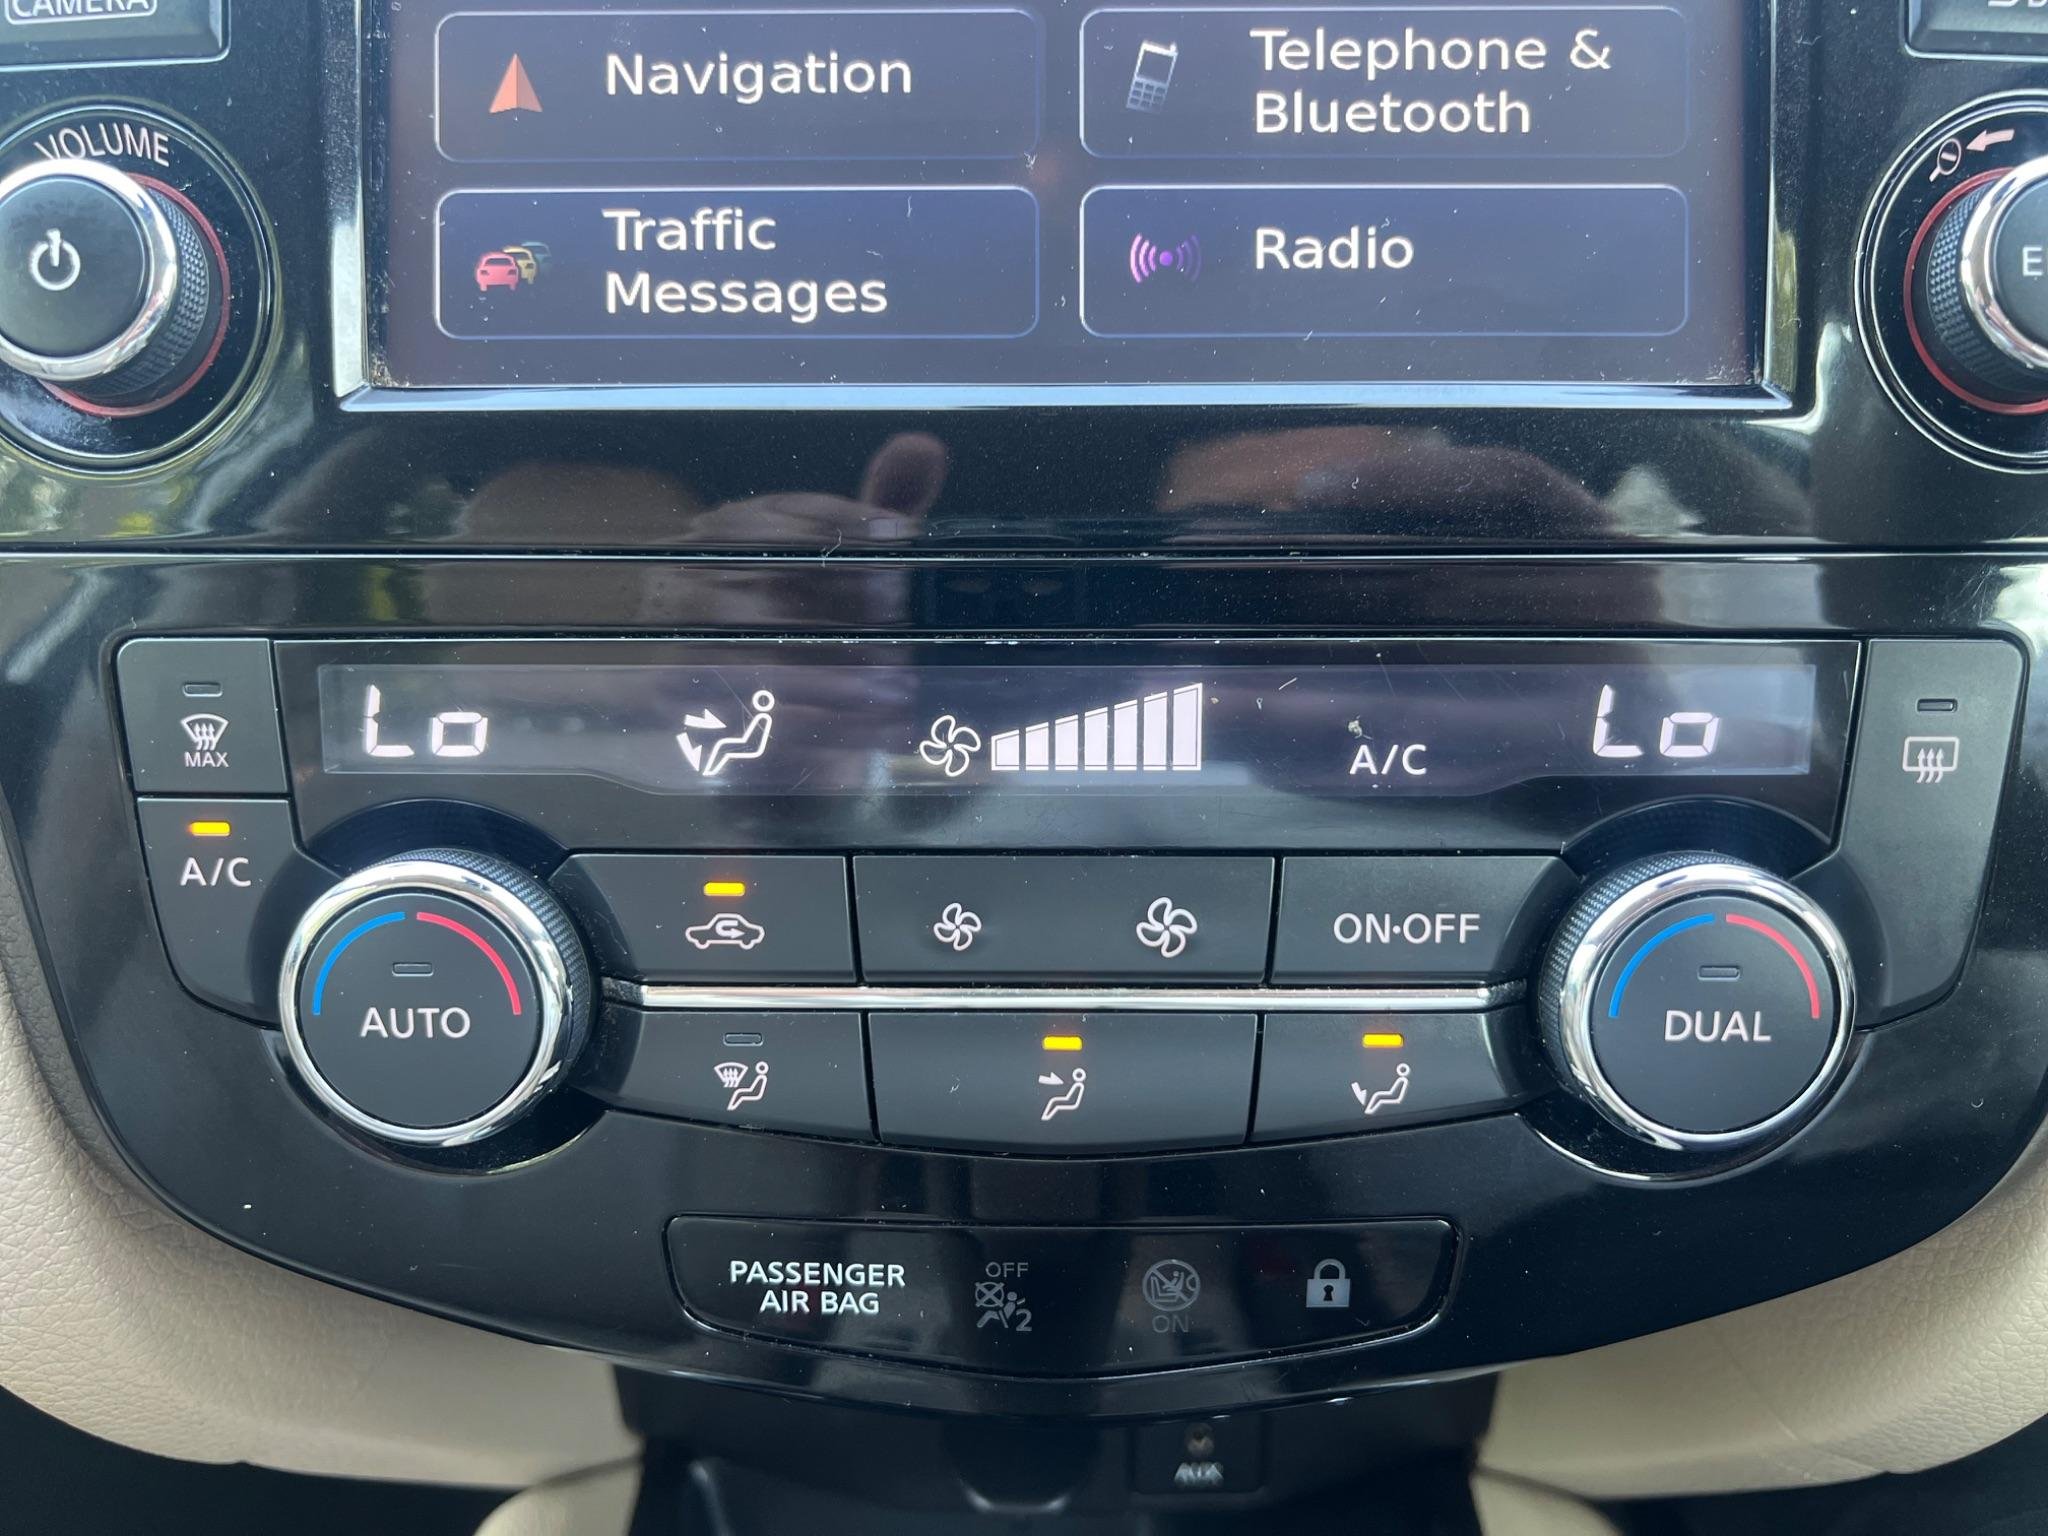 CAMERA
Navigation
Telephone &
Bluetooth
VOLUME
Traffic
Messages
Radio
Lo
A/C
Lo
MAX
A/C
ON•OFF
AUTO
DUAL
PASSENGER
AIR BAG
OFF
2
ON
AUX